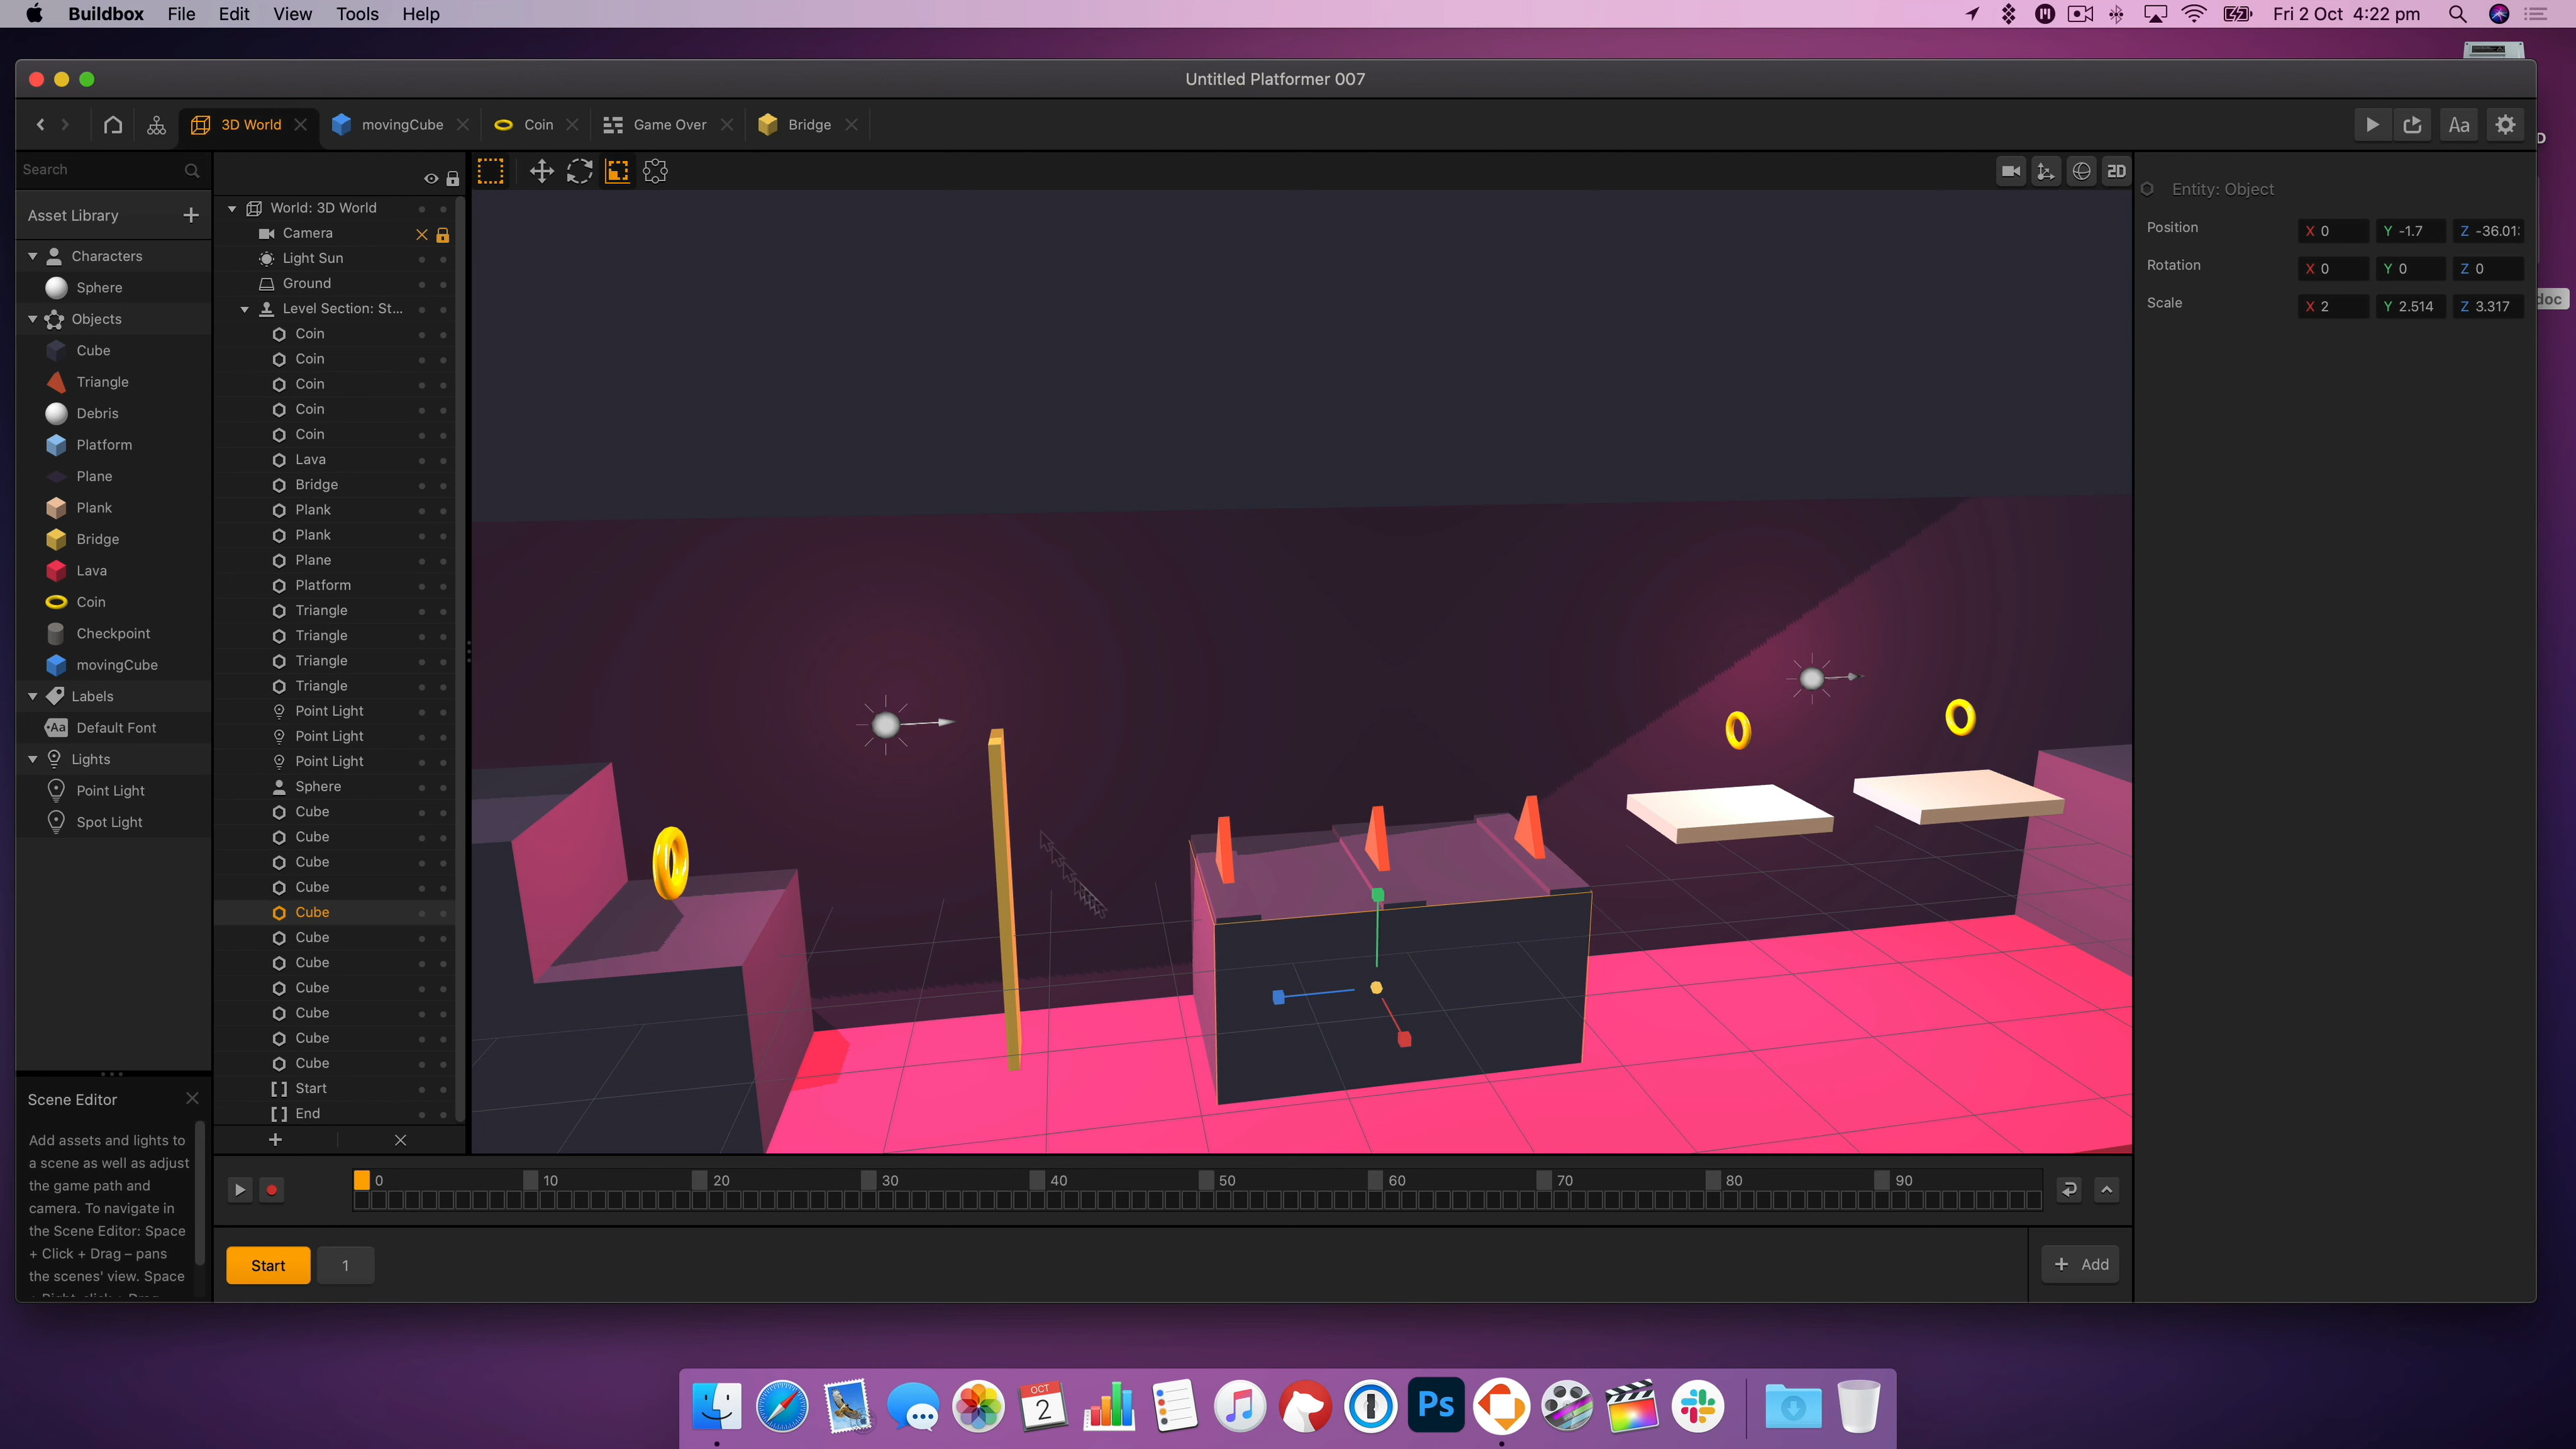 Buildbox File Edit View Tools Help
Fri 2 Oct 4:22 pm
Untitled Platformer 007
3D World
movingCube
Coin
Game Over
Bridge
Aa
Search
Asset Library
Characters
Sphere
Objects
Cube
Triangle
Debris
Platform
Plane
Plank
Bridge
Lava
Coin
Checkpoint
movingCube
Labels
Aa Default Font
Lights
Point Light
Spot Light
World: 3D World
Camera
Light Sun
Ground
Level Section: St...
Coin
Coin
Coin
Coin
Coin
Lava
Bridge
Plank
Plank
Plane
Platform
Triangle
Triangle
Triangle
Triangle
Point Light
Point Light
Point Light
Sphere
Cube
Cube
Cube
Cube
Cube
Cube
Cube
Cube
Cube
Cube
Cube
[ ] Start
[ ] End
2D
Entity: Object
Position X 0 Y -1.7 Z -36.01:
Rotation X 0 Y 0 Z 0
Scale X 2 Y 2.514 Z 3.317
doc
D
Scene Editor
Add assets and lights to
a scene as well as adjust
the game path and
camera. To navigate in
the Scene Editor: Space
+ Click + Drag – pans
the scenes' view. Space
+ Right-click + Drag
0 10 20 30 40 50 60 70 80 90
Start
1
+ Add
OCT
2
Ps